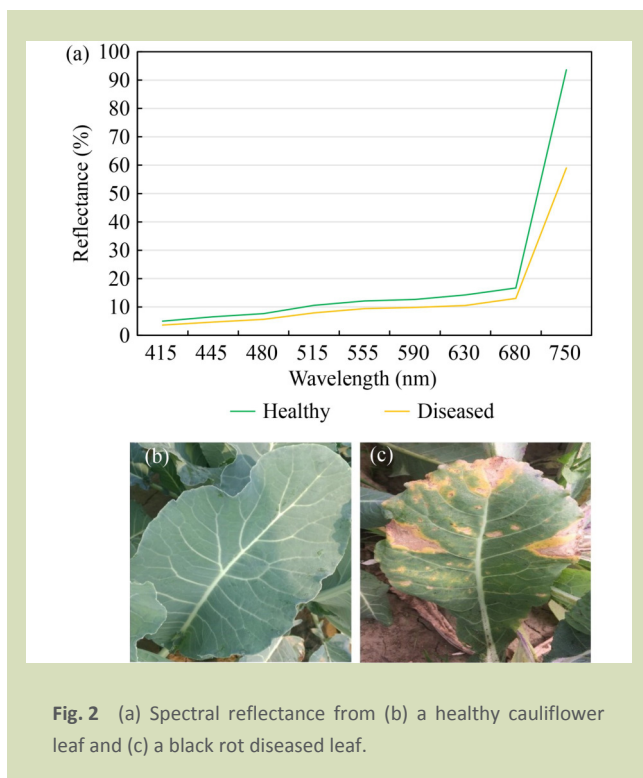 (a)
100
90
80
70
60
50
40
30
20
10
0
Reflectance (%)
415 445 480 515 555 590 630 680 750
Wavelength (nm)
Healthy Diseased
(b) (c)
Fig. 2 (a) Spectral reflectance from (b) a healthy cauliflower
leaf and (c) a black rot diseased leaf.